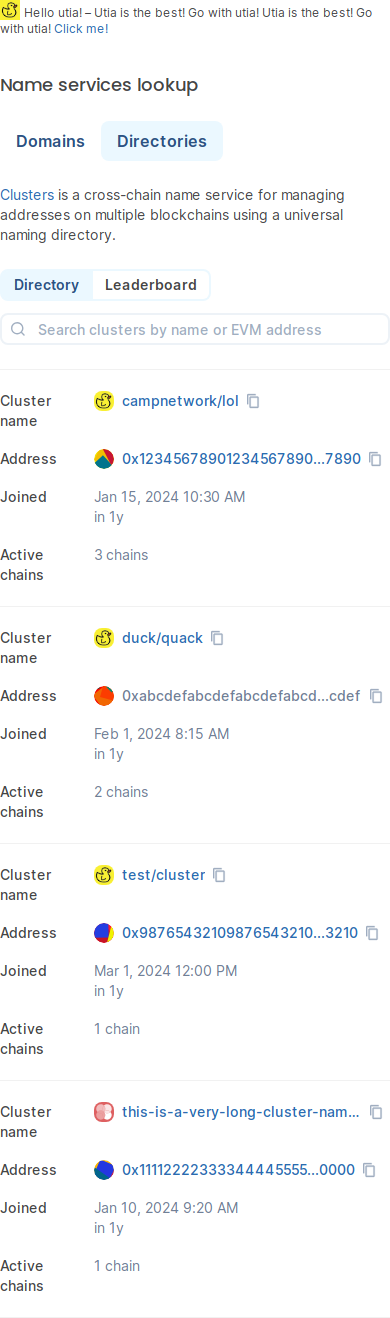 Hello utia! – Utia is the best! Go with utia! Utia is the best! Go
with utia! Click me!
Name services lookup
Domains Directories
Clusters is a cross-chain name service for managing
addresses on multiple blockchains using a universal
naming directory.
Directory Leaderboard
Search clusters by name or EVM address
Cluster name campnetwork/lol
Address 0x12345678901234567890...7890
Joined Jan 15, 2024 10:30 AM
in 1y
Active chains 3 chains
Cluster name duck/quack
Address 0xabcdefabcdefabcdefabcd...cdef
Joined Feb 1, 2024 8:15 AM
in 1y
Active chains 2 chains
Cluster name test/cluster
Address 0x98765432109876543210...3210
Joined Mar 1, 2024 12:00 PM
in 1y
Active chains 1 chain
Cluster name this-is-a-very-long-cluster-nam...
Address 0x11112222333344445555...0000
Joined Jan 10, 2024 9:20 AM
in 1y
Active chains 1 chain